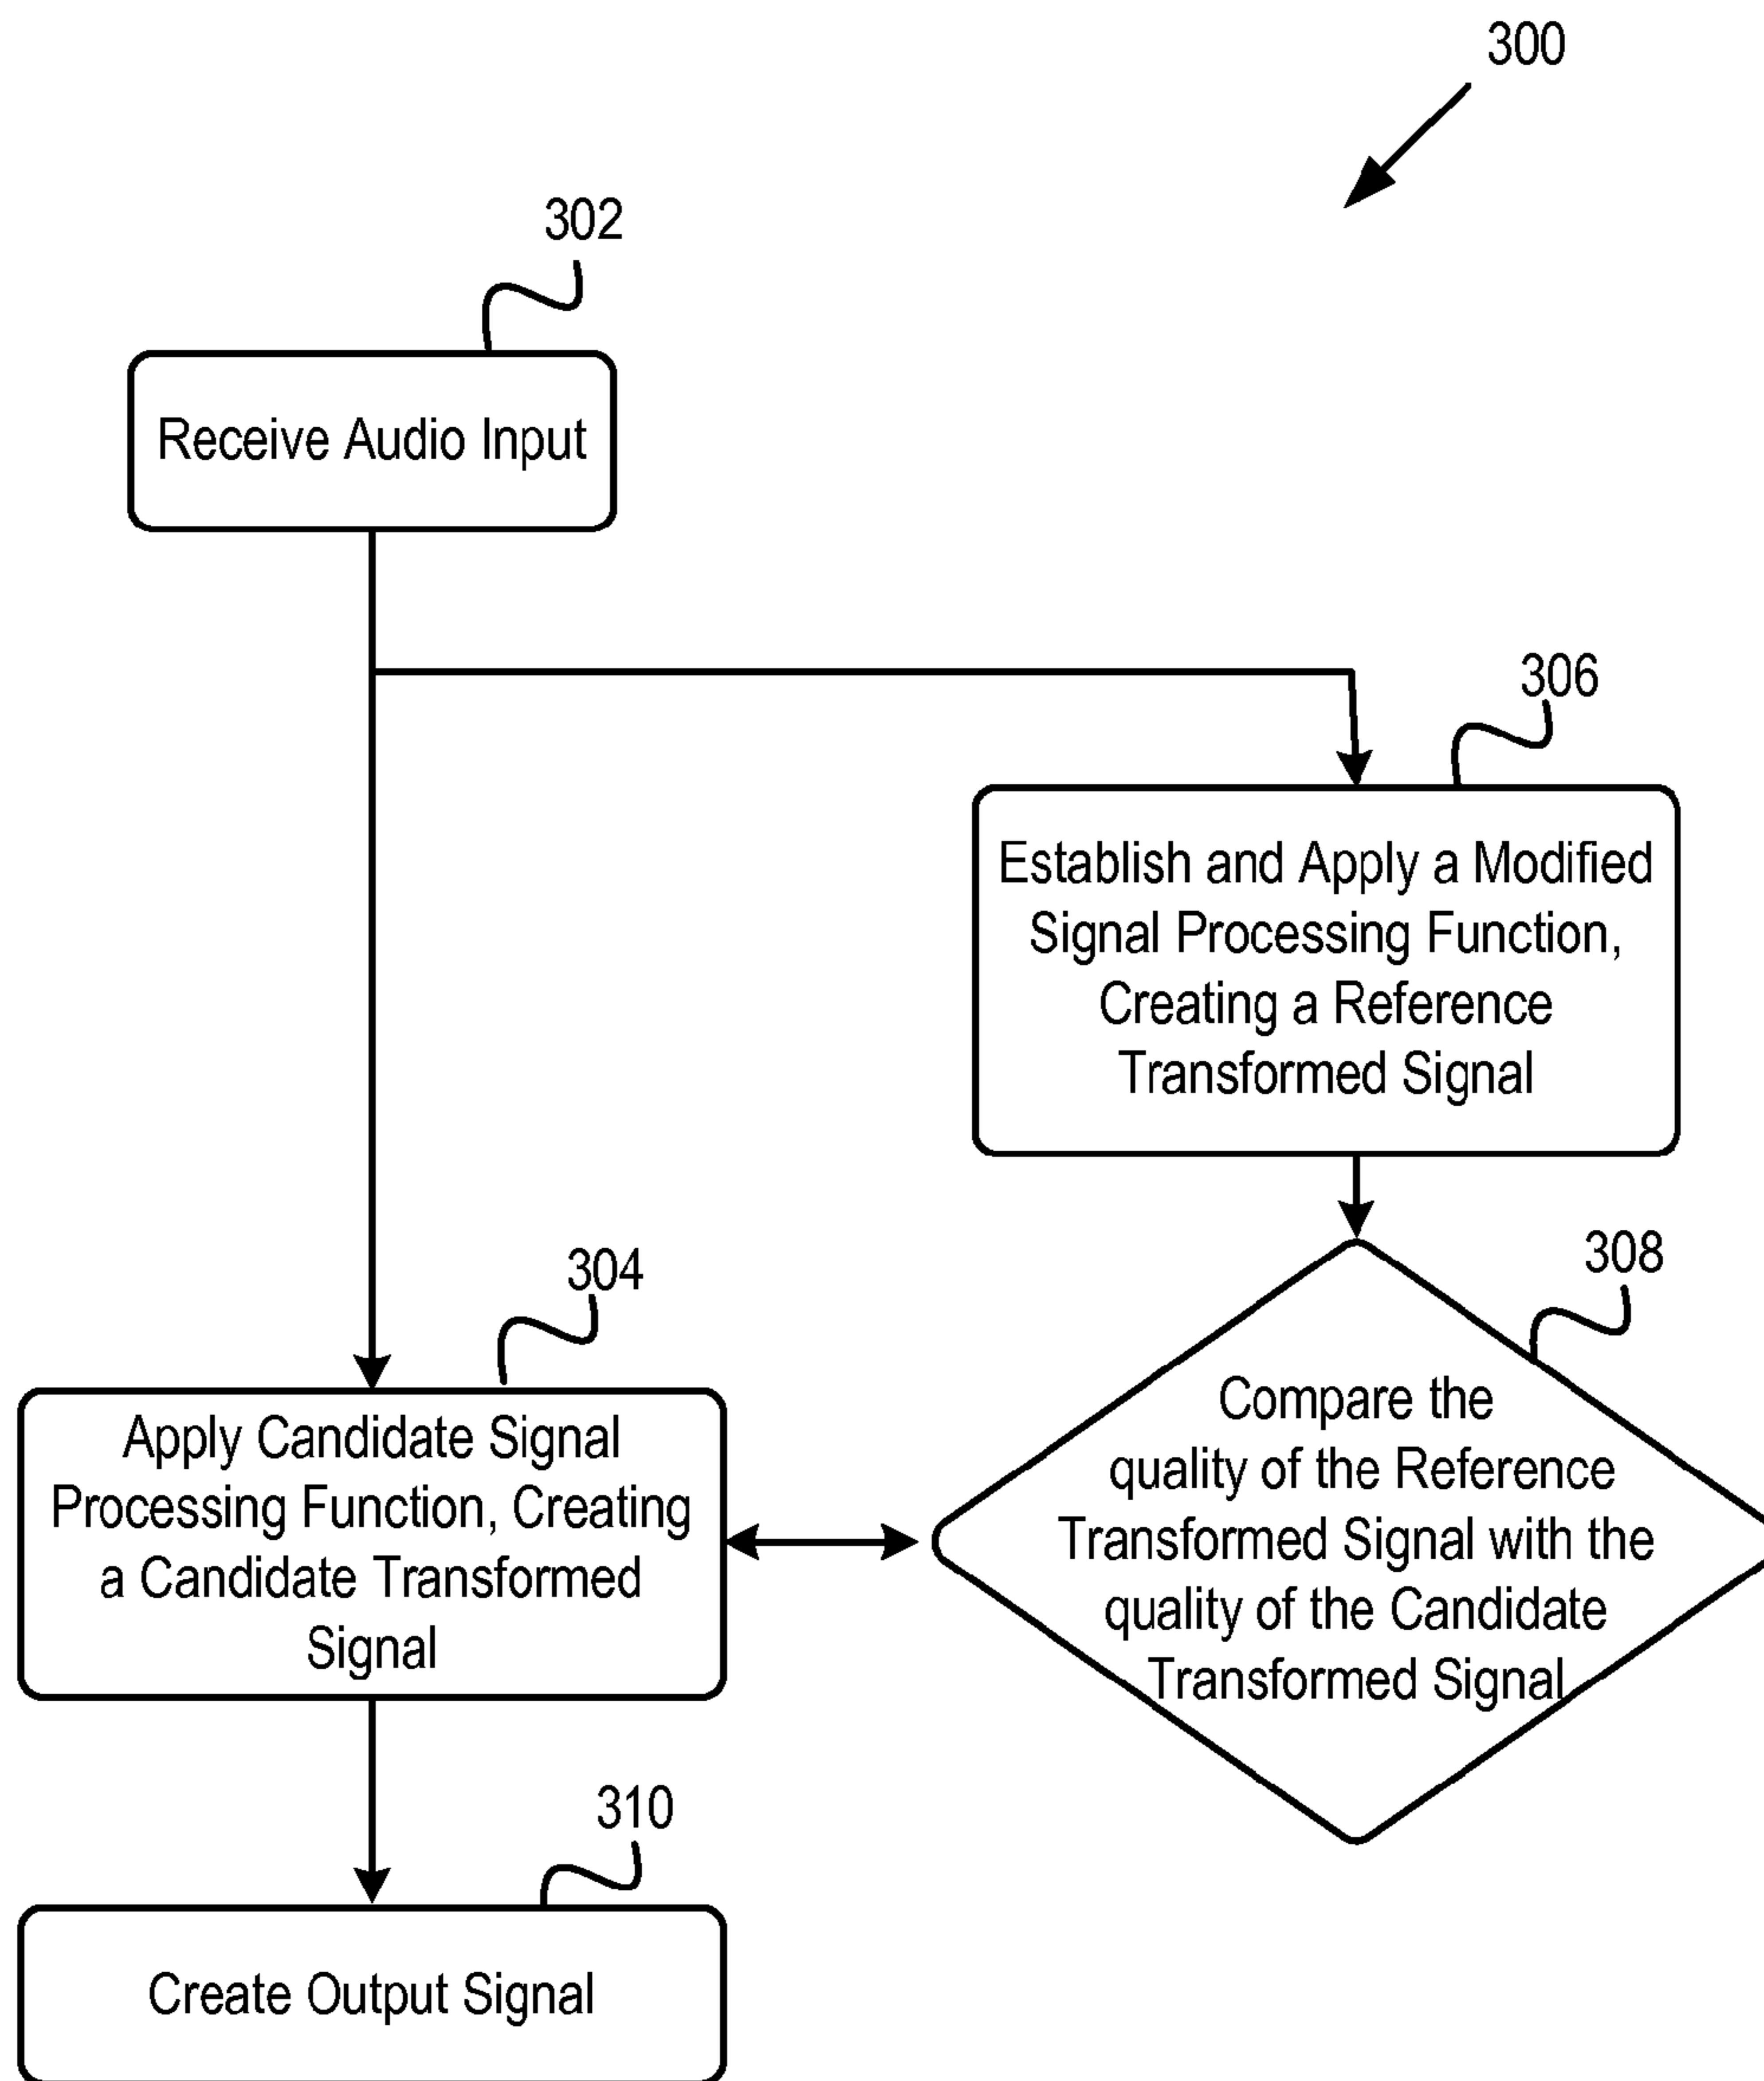 300
302
Receive Audio Input
306
Establish and Apply a Modified
Signal Processing Function,
Creating a Reference
Transformed Signal
304
Apply Candidate Signal
Processing Function, Creating
a Candidate Transformed
Signal
308
Compare the
quality of the Reference
Transformed Signal with the
quality of the Candidate
Transformed Signal
310
Create Output Signal